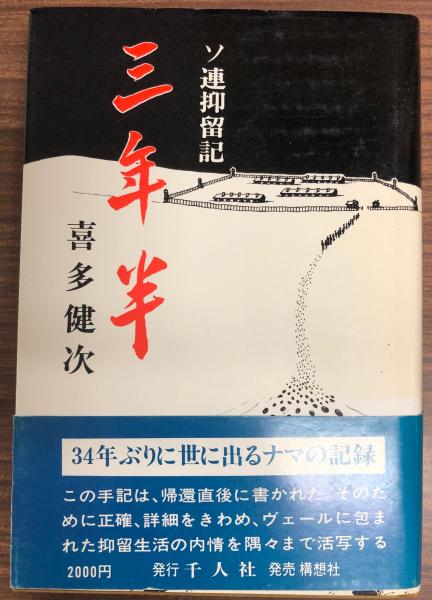 ソ連抑留記
三年半
喜多健次
34年ぶりに世に出るナマの記録
この手記は、帰還直後に書かれた。そのた
めに正確、詳細をきわめ、ヴェールに包ま
れた抑留生活の内情を隅々まで活写する
2000円 発行 千人社 発売 構想社